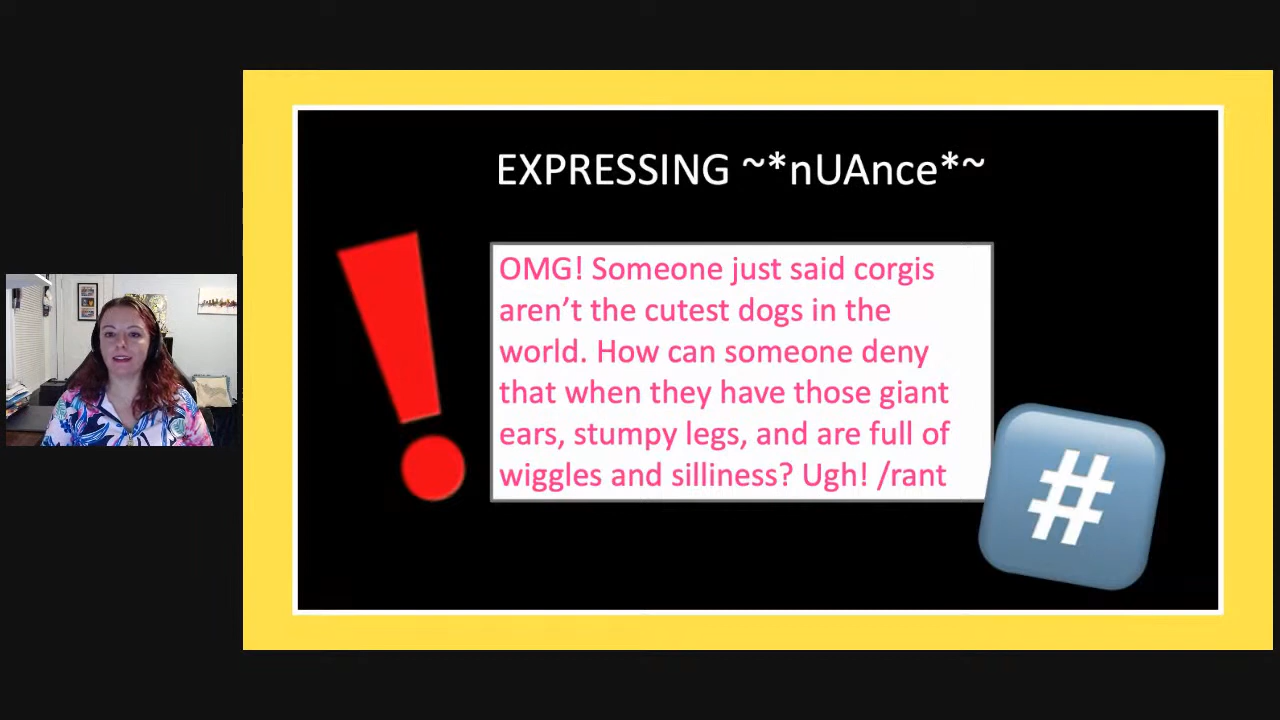 EXPRESSING ~*nUAnce*~
OMG! Someone just said corgis
aren’t the cutest dogs in the
world. How can someone deny
that when they have those giant
ears, stumpy legs, and are full of
wiggles and silliness? Ugh! /rant
#